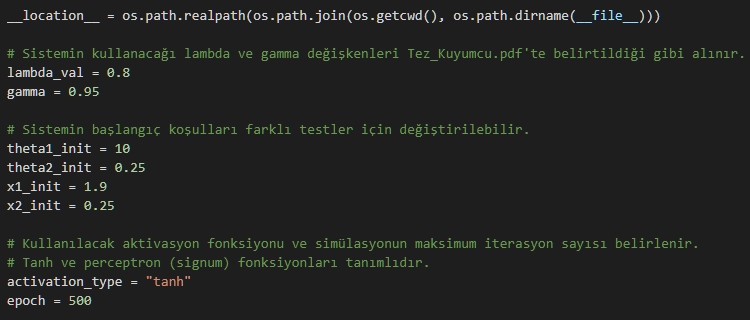 __location__ = os.path.realpath(os.path.join(os.getcwd(), os.path.dirname(__file__)))
# Sistemin kullanacağı lambda ve gamma değişkenleri Tez_Kuyumcu.pdf'te belirtildiği gibi alınır.
lambda_val = 0.8
gamma = 0.95
# Sistemin başlangıç koşulları farklı testler için değiştirilebilir.
theta1_init = 10
theta2_init = 0.25
x1_init = 1.9
x2_init = 0.25
# Kullanılacak aktivasyon fonksiyonu ve simülasyonun maksimum iterasyon sayısı belirlenir.
# Tanh ve perceptron (signum) fonksiyonları tanımlıdır.
activation_type = "tanh"
epoch = 500